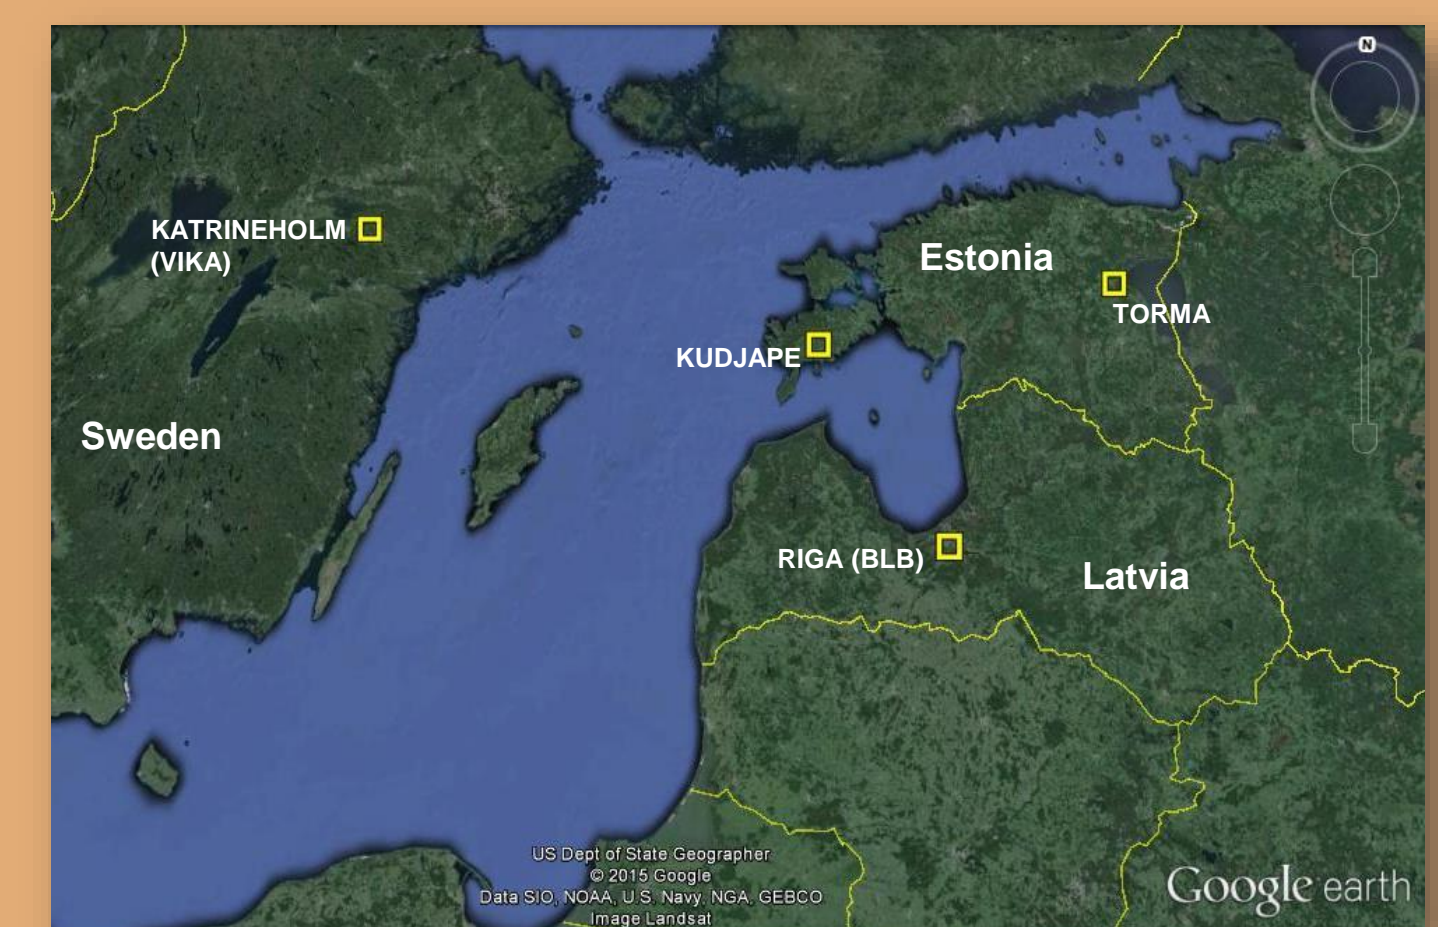 N
KATRINEHOLM
(VIKA)
Estonia
TORMA
KUDJAPE
Sweden
RIGA (BLB)
Latvia
US Dept of State Geographer
© 2015 Google
Data SIO, NOAA, U.S. Navy, NGA, GEBCO
Image Landsat
Google earth